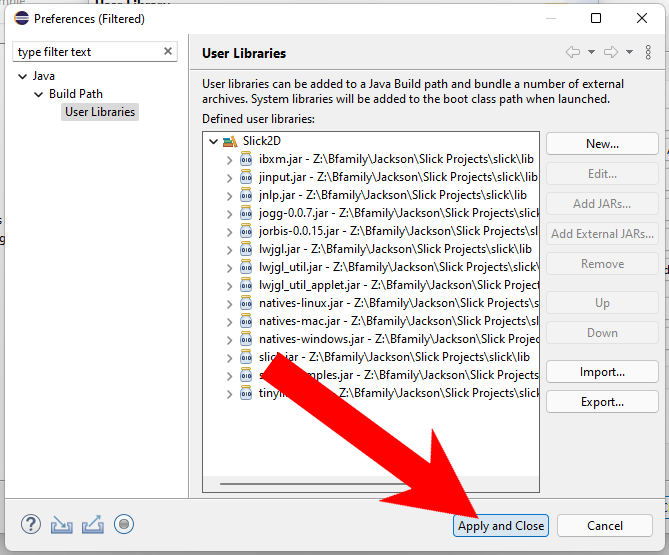 Preferences (Filtered)
type filter text
Java
Build Path
User Libraries
User Libraries
User libraries can be added to a Java Build path and bundle a number of external
archives. System libraries will be added to the boot class path when launched.
Defined user libraries:
Slick2D
ibxm.jar - Z:\Bfamily\Jackson\Slick Projects\slick\lib
jinput.jar - Z:\Bfamily\Jackson\Slick Projects\slick\lib
jnlp.jar - Z:\Bfamily\Jackson\Slick Projects\slick\lib
jogg-0.0.7.jar - Z:\Bfamily\Jackson\Slick Projects\slick
jorbis-0.0.15.jar - Z:\Bfamily\Jackson\Slick Projects\slic
lwjgl.jar - Z:\Bfamily\Jackson\Slick Projects\slick\lib
lwjgl_util.jar - Z:\Bfamily\Jackson\Slick Projects\slick\
lwjgl_util_applet.jar - Z:\Bfamily\Jackson\Slick Projects
natives-linux.jar - Z:\Bfamily\Jackson\Slick Projects\s
natives-mac.jar - Z:\Bfamily\Jackson\Slick Projects\sl
natives-windows.jar - Z:\Bfamily\Jackson\Slick Project
jar - Z:\Bfamily\Jackson\Slick Projects\slick\lib
mples.jar - Z:\Bfamily\Jackson\Slick Projects
Z:\Bfamily\Jackson\Slick Projects\slick
New...
Edit...
Add JARs...
Add External JARs...
Remove
Up
Down
Import...
Export...
Apply and Close
Cancel